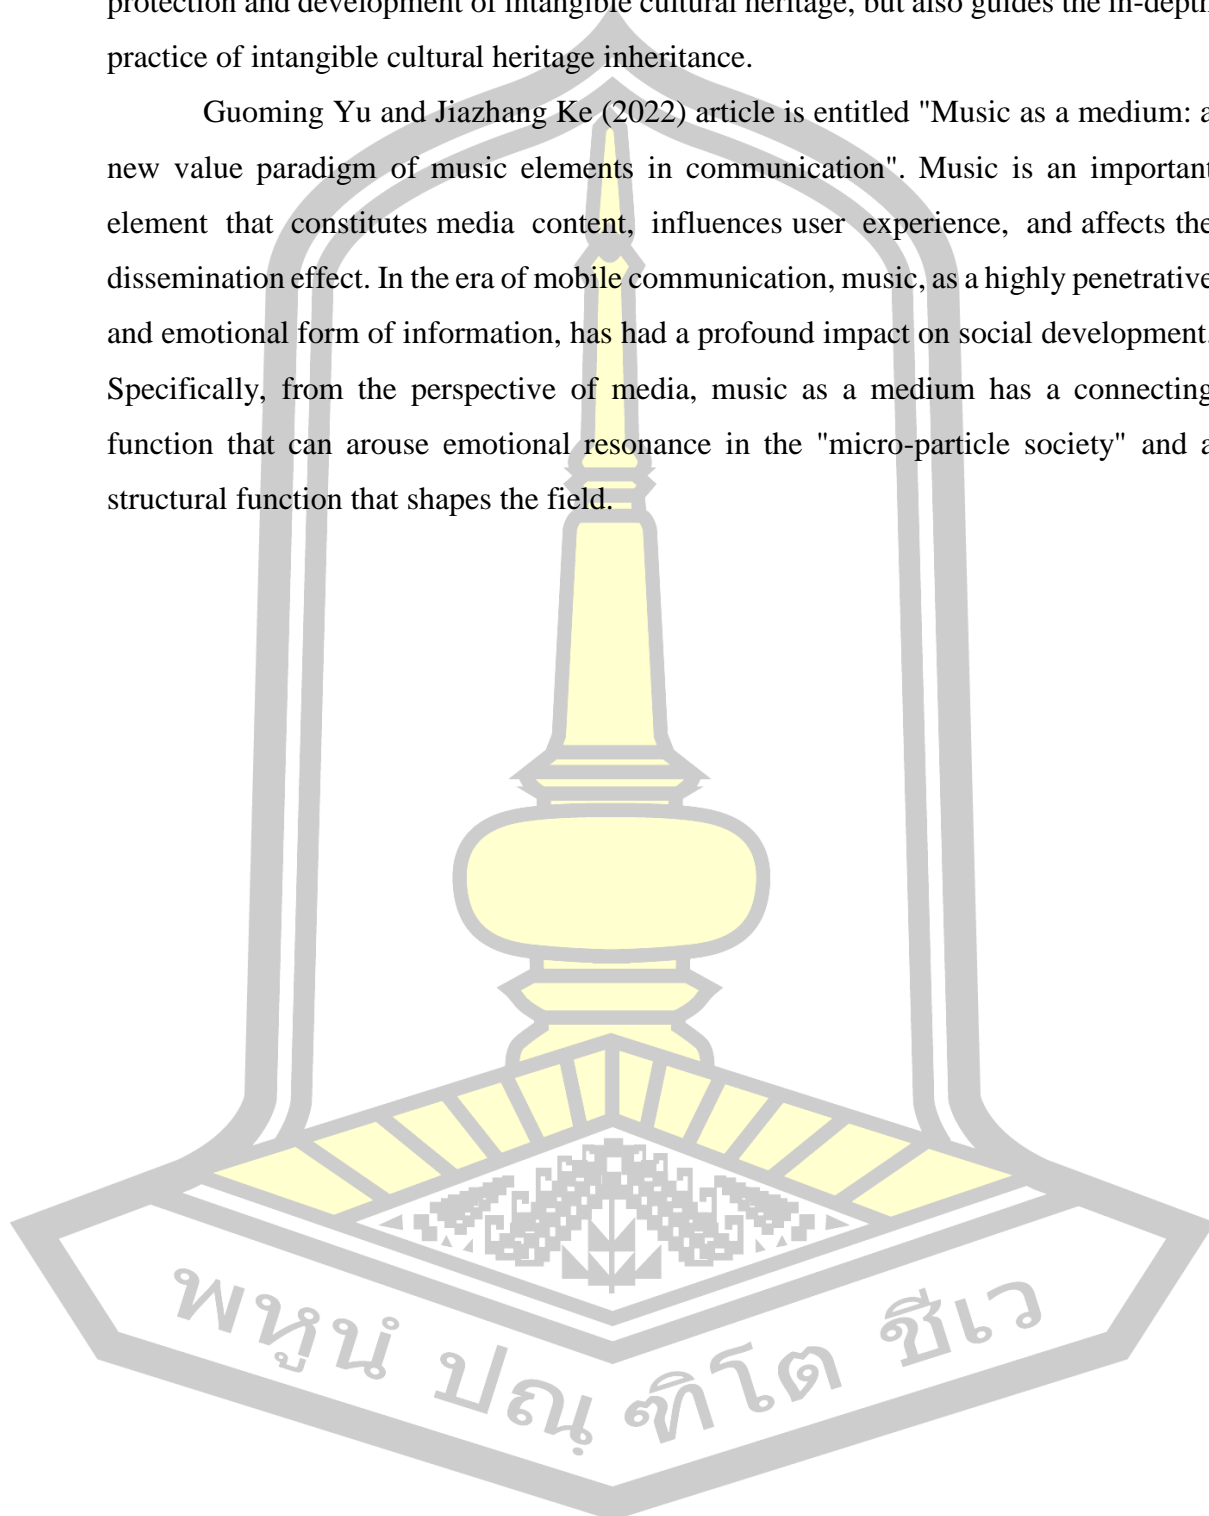 protection and development of intangible cultural heritage, but also guides the in-depth
practice of intangible cultural heritage inheritance.
Guoming Yu and Jiazhang Ke (2022) article is entitled "Music as a medium: a
new value paradigm of music elements in communication". Music is an important
element that constitutes media content, influences user experience, and affects the
dissemination effect. In the era of mobile communication, music, as a highly penetrative
and emotional form of information, has had a profound impact on social development.
Specifically, from the perspective of media, music as a medium has a connecting
function that can arouse emotional resonance in the "micro-particle society" and a
structural function that shapes the field.
พหูนํ ปณฺฑิโต ชีเว